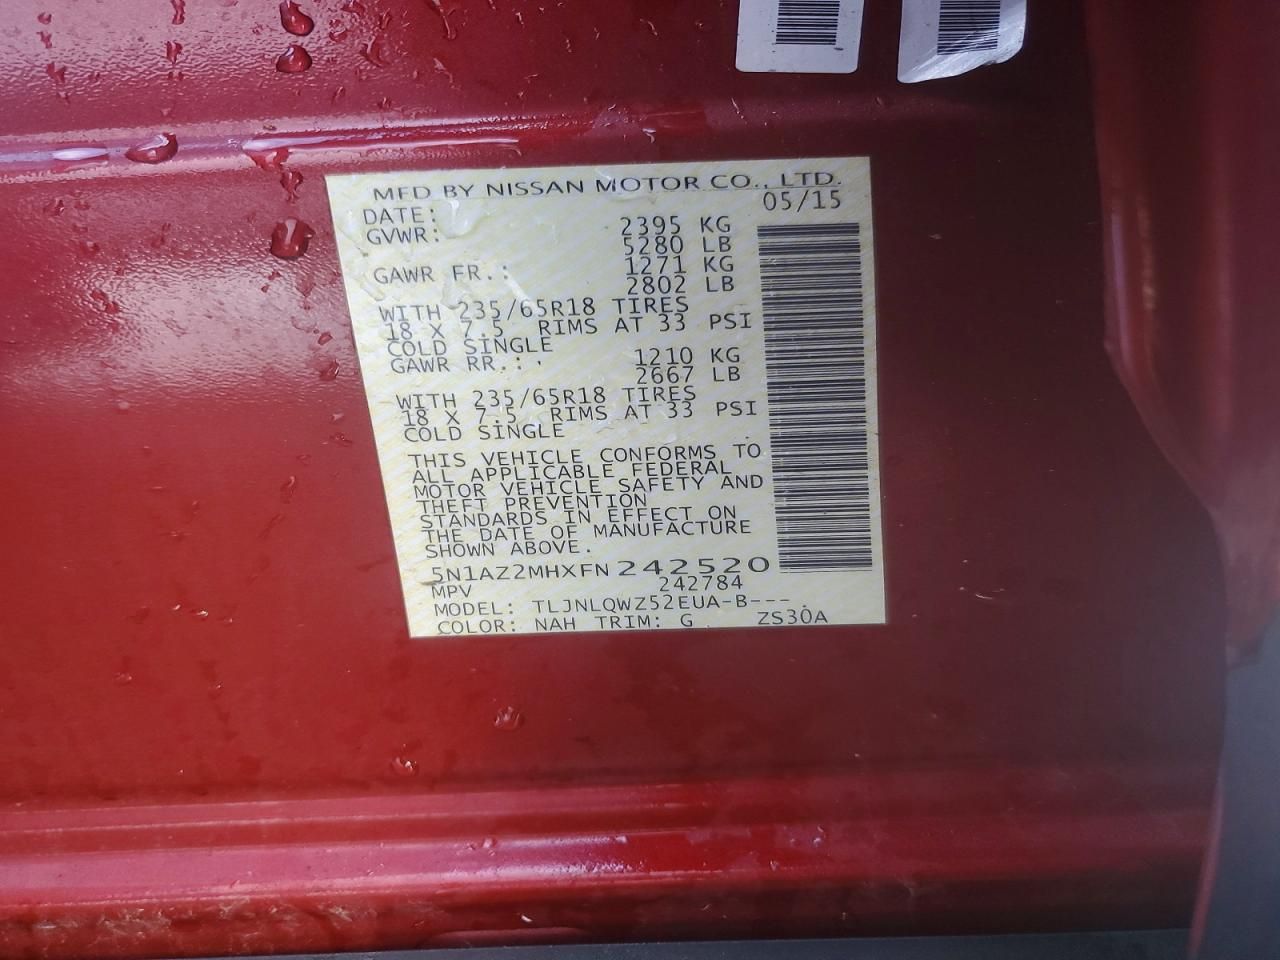 MFD BY NISSAN MOTOR CO., LTD.
DATE: 05/15
GVWR: 2395 KG
5280 LB
GAWR FR.: 1271 KG
2802 LB
WITH 235/65R18 TIRES
18 X 7.5 RIMS AT 33 PSI
COLD SINGLE
GAWR RR.: 1210 KG
2667 LB
WITH 235/65R18 TIRES
18 X 7.5 RIMS AT 33 PSI
COLD SINGLE
THIS VEHICLE CONFORMS TO
ALL APPLICABLE FEDERAL
MOTOR VEHICLE SAFETY AND
THEFT PREVENTION
STANDARDS IN EFFECT ON
THE DATE OF MANUFACTURE
SHOWN ABOVE.
5N1AZ2MHXFN242520
MPV 242784
MODEL: TLJNLQWZ52EUA-B---
COLOR: NAH TRIM: G ZS30A